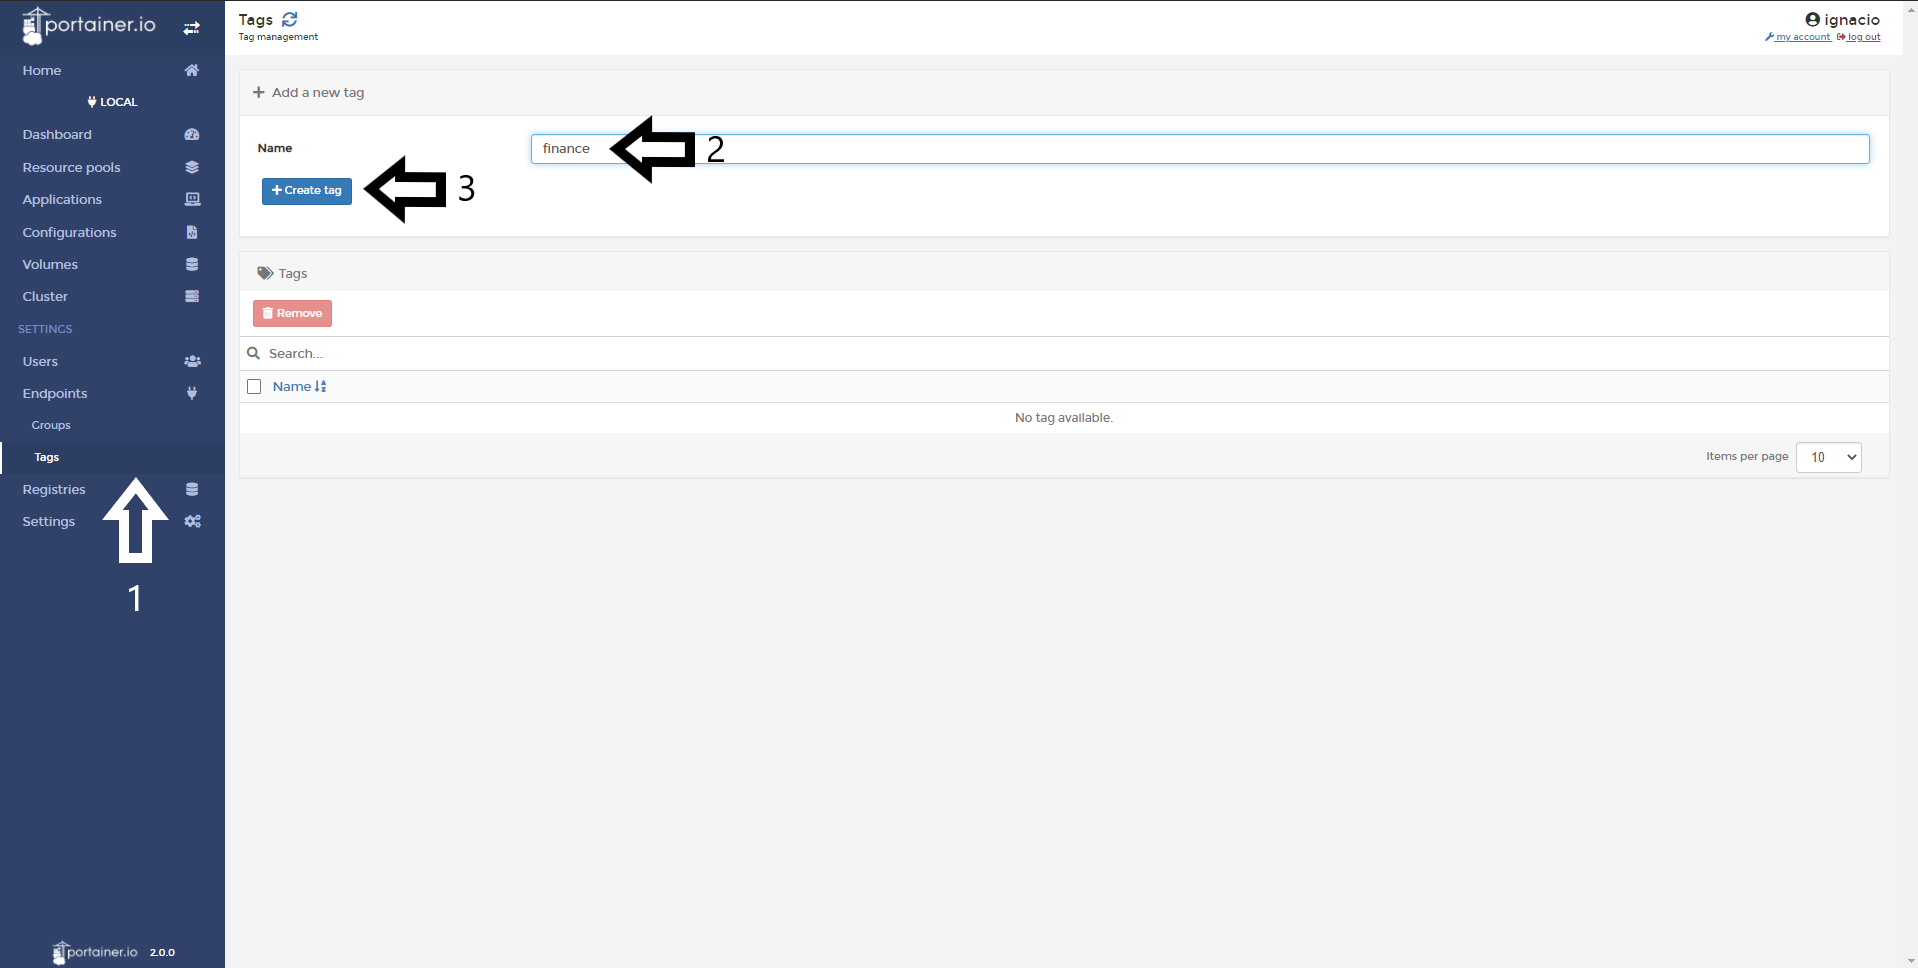 portainer.io
Home
LOCAL
Dashboard
Resource pools
Applications
Configurations
Volumes
Cluster
SETTINGS
Users
Endpoints
Groups
Tags
Registries
Settings
1
portainer.io 2.0.0
Tags
Tag management
ignacio
my account log out
Add a new tag
Name
finance
2
Create tag
3
Tags
Remove
Search...
Name
No tag available.
Items per page 10